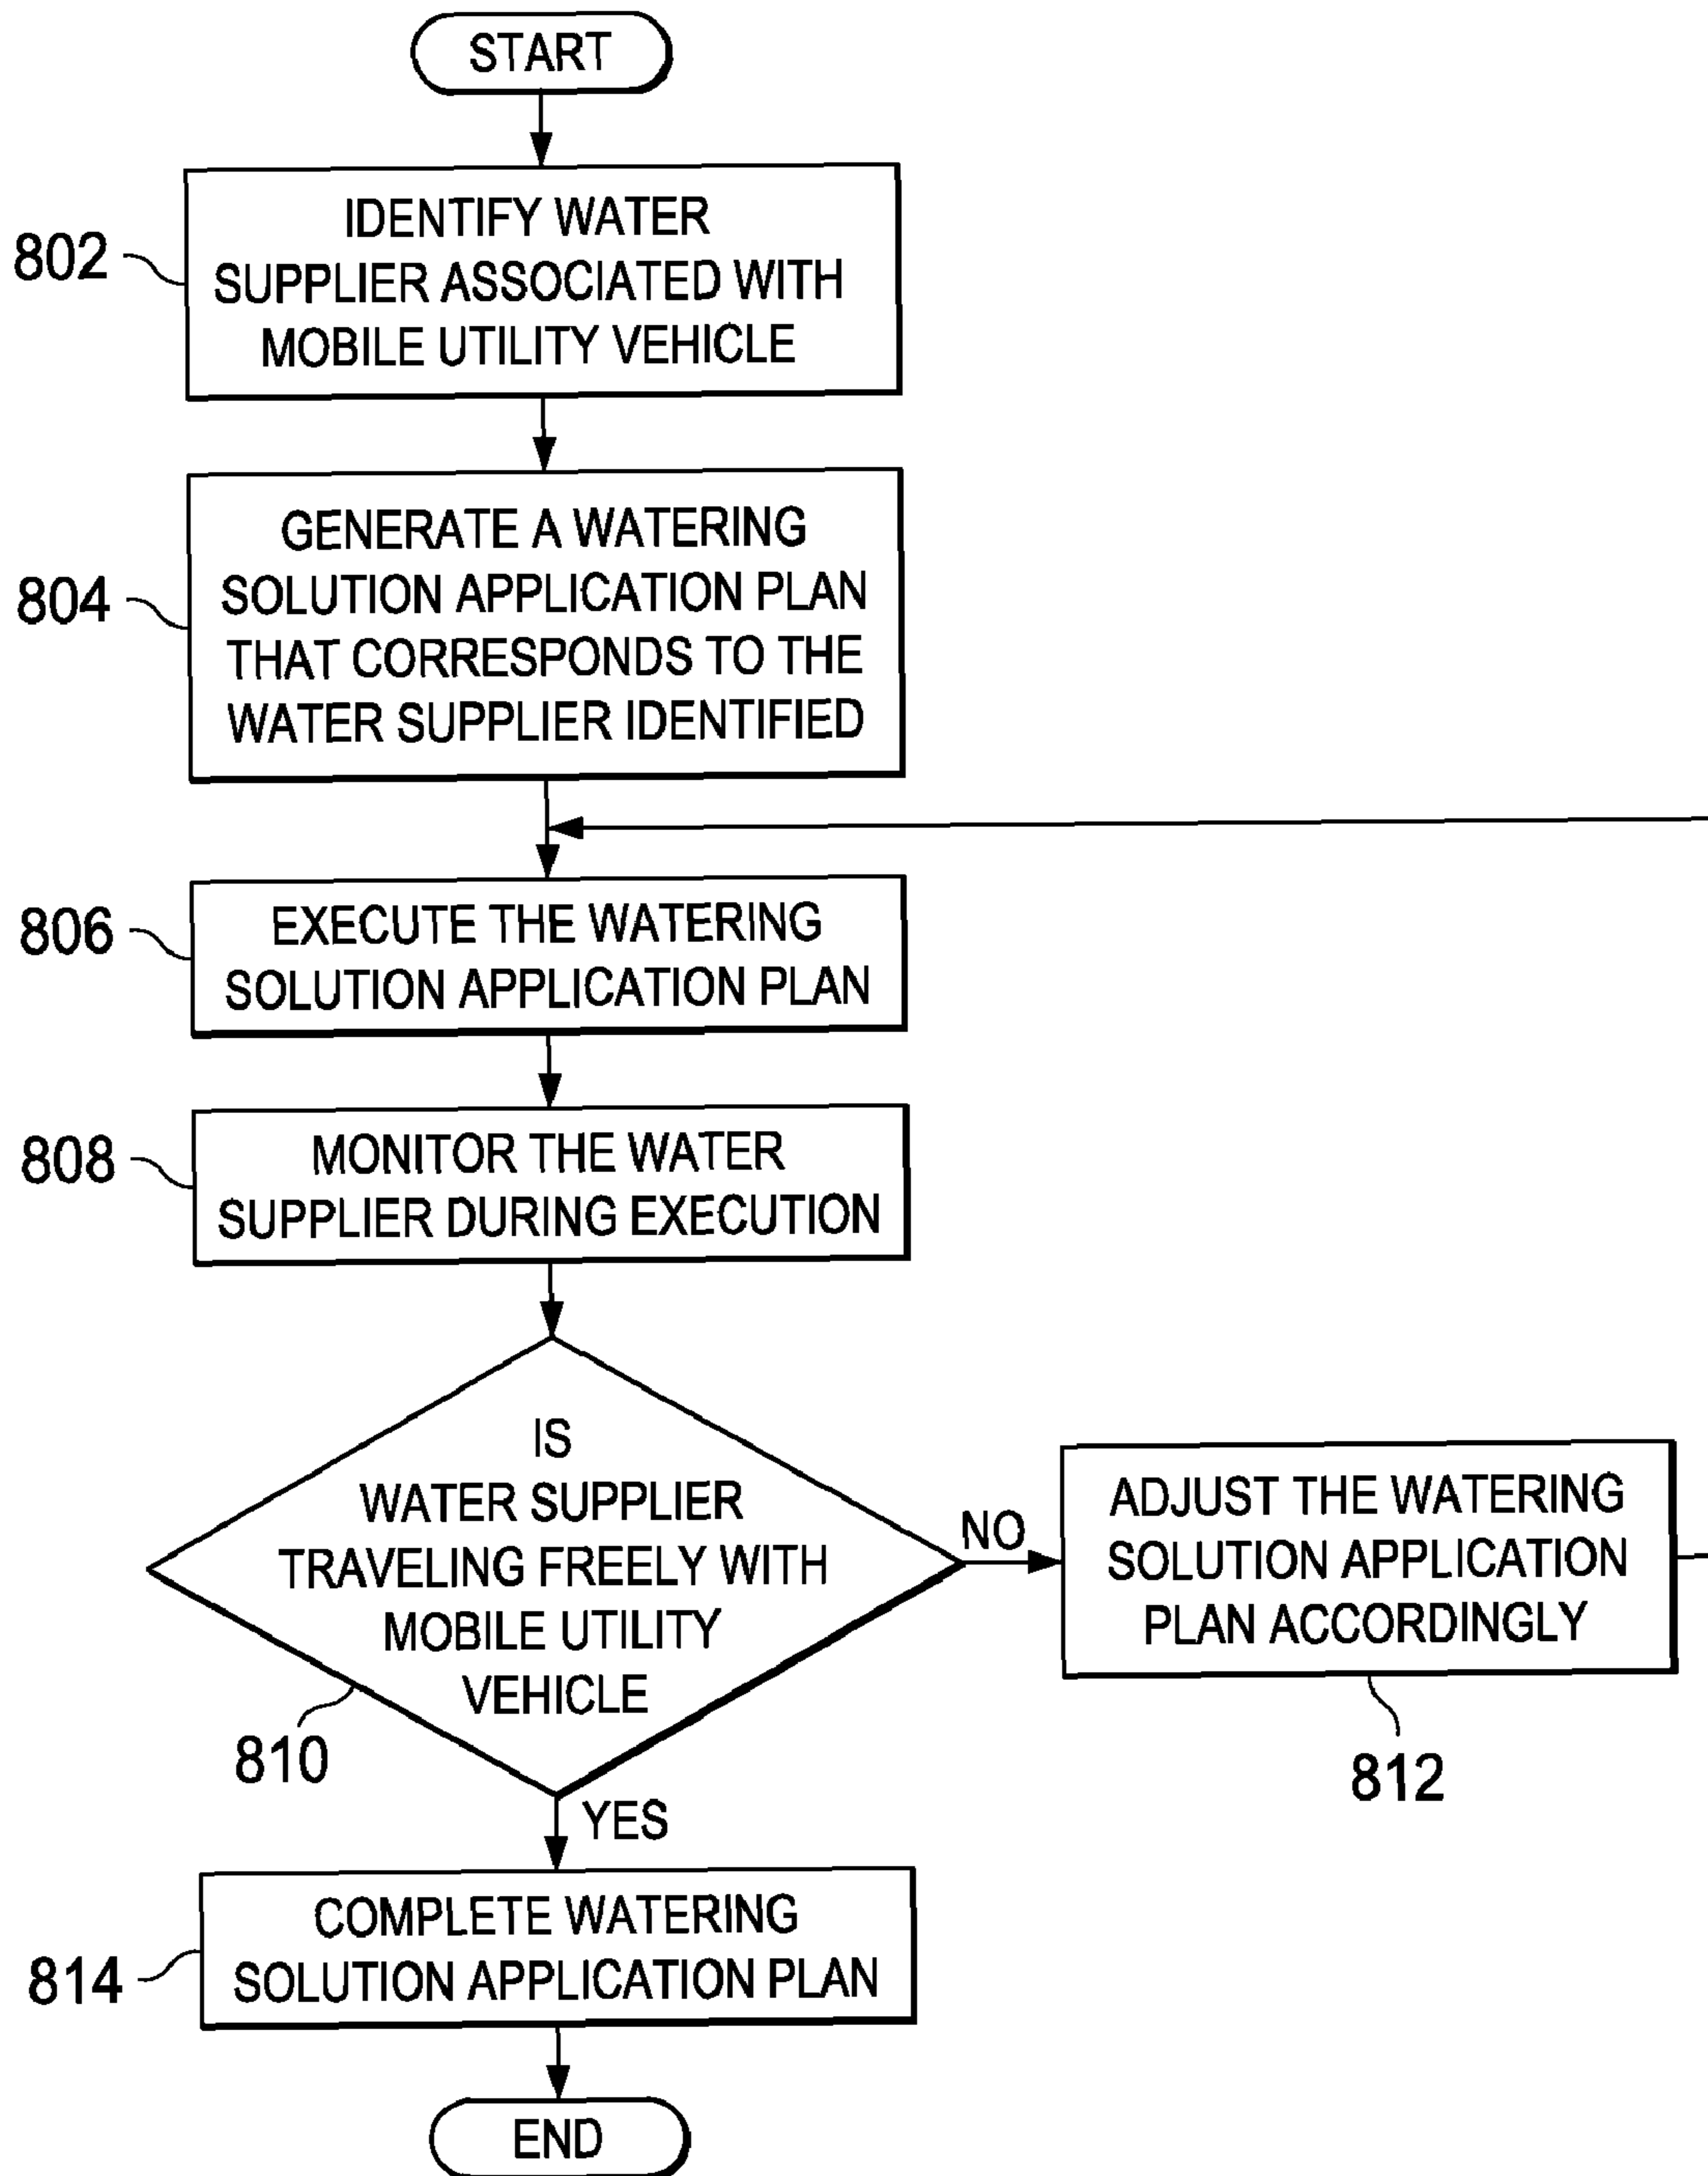 START
802
IDENTIFY WATER
SUPPLIER ASSOCIATED WITH
MOBILE UTILITY VEHICLE
804
GENERATE A WATERING
SOLUTION APPLICATION PLAN
THAT CORRESPONDS TO THE
WATER SUPPLIER IDENTIFIED
806
EXECUTE THE WATERING
SOLUTION APPLICATION PLAN
808
MONITOR THE WATER
SUPPLIER DURING EXECUTION
IS
WATER SUPPLIER
TRAVELING FREELY WITH
MOBILE UTILITY
VEHICLE
810
NO
ADJUST THE WATERING
SOLUTION APPLICATION
PLAN ACCORDINGLY
812
YES
814
COMPLETE WATERING
SOLUTION APPLICATION PLAN
END